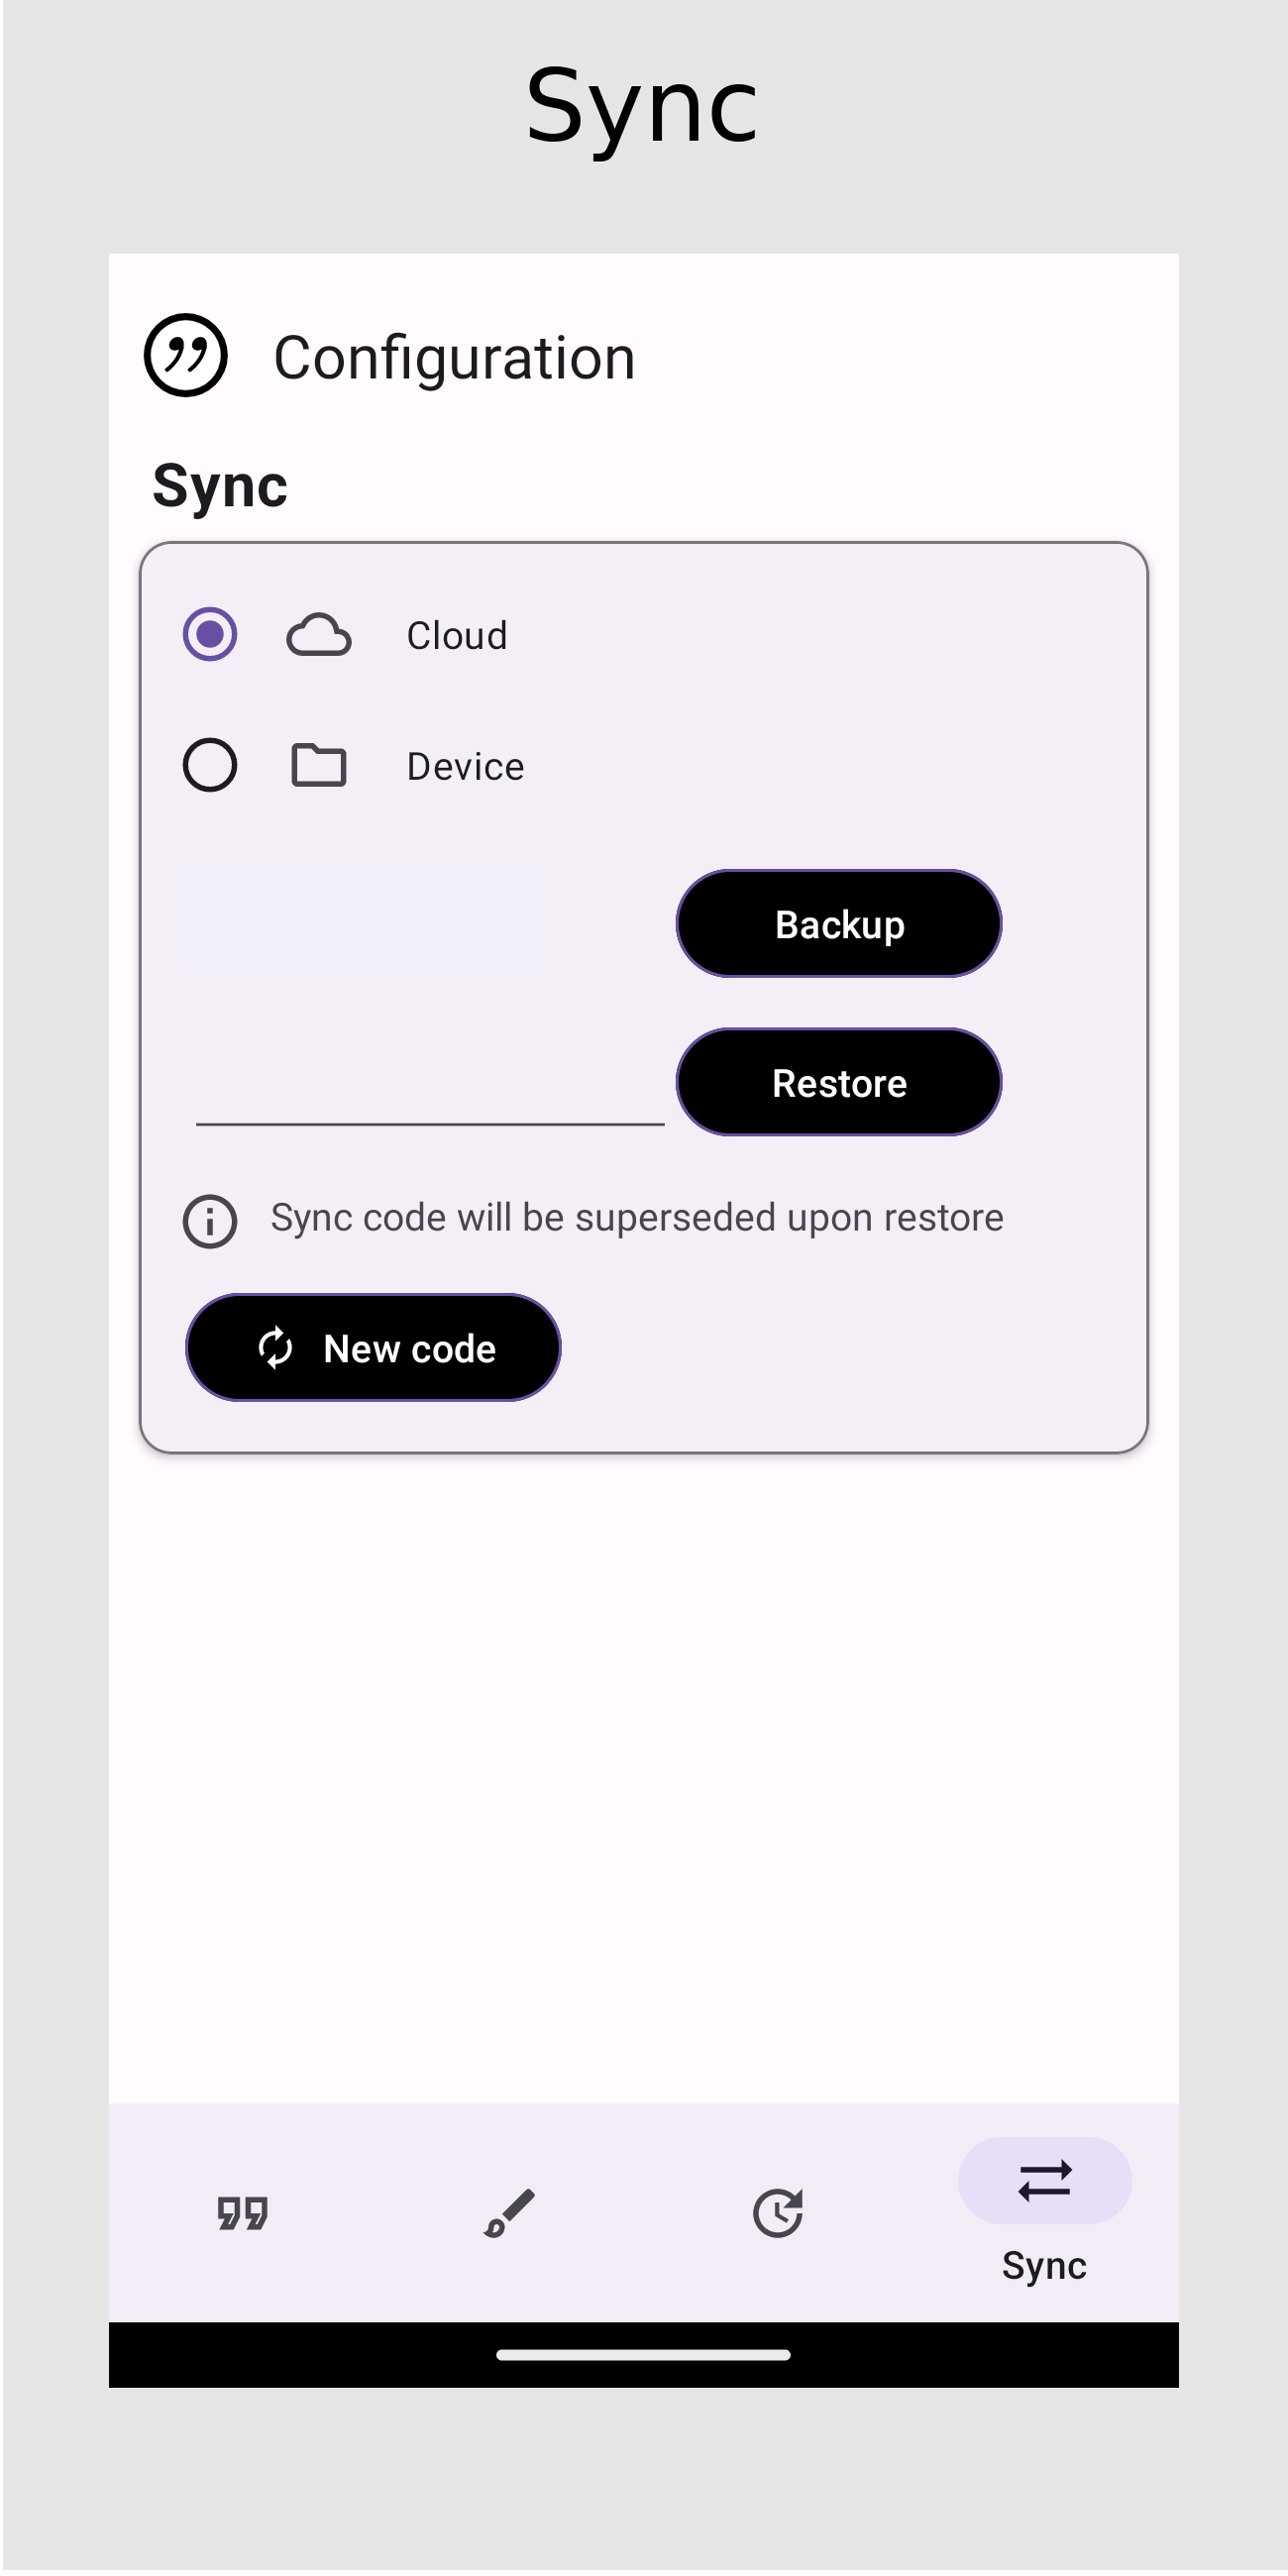 Sync
Configuration
Sync
Cloud
Device
Backup
Restore
Sync code will be superseded upon restore
New code
Sync